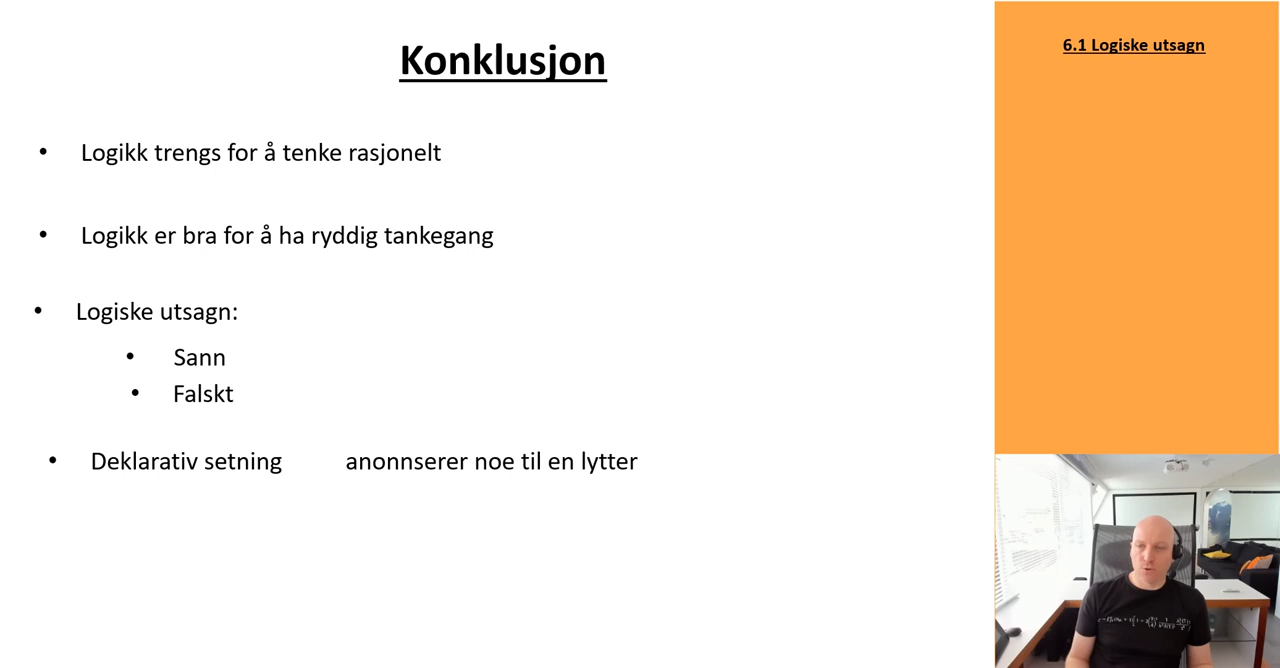 Konklusjon
6.1 Logiske utsagn
Logikk trengs for å tenke rasjonelt
Logikk er bra for å ha ryddig tankegang
Logiske utsagn:
Sann
Falskt
Deklarativ setning anonnserer noe til en lytter